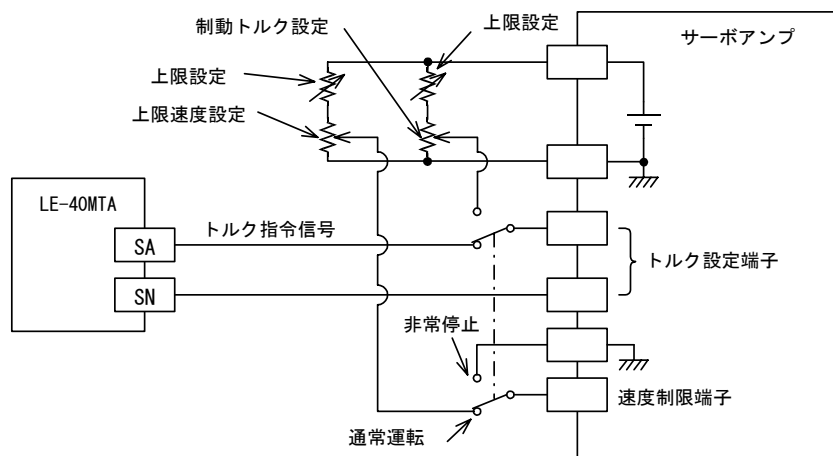 制動トルク設定
上限設定
サーボアンプ
上限設定
上限速度設定
LE-40MTA
SA
トルク指令信号
トルク設定端子
SN
非常停止
速度制限端子
通常運転